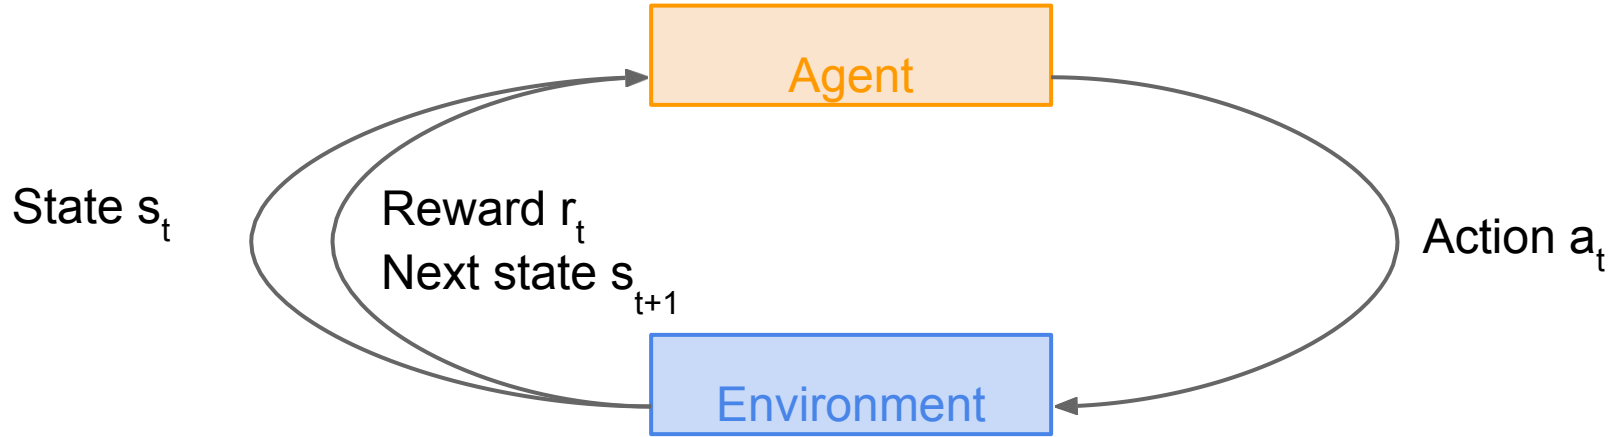 Agent
State sₜ
Reward rₜ
Next state sₜ₊₁
Action aₜ
Environment